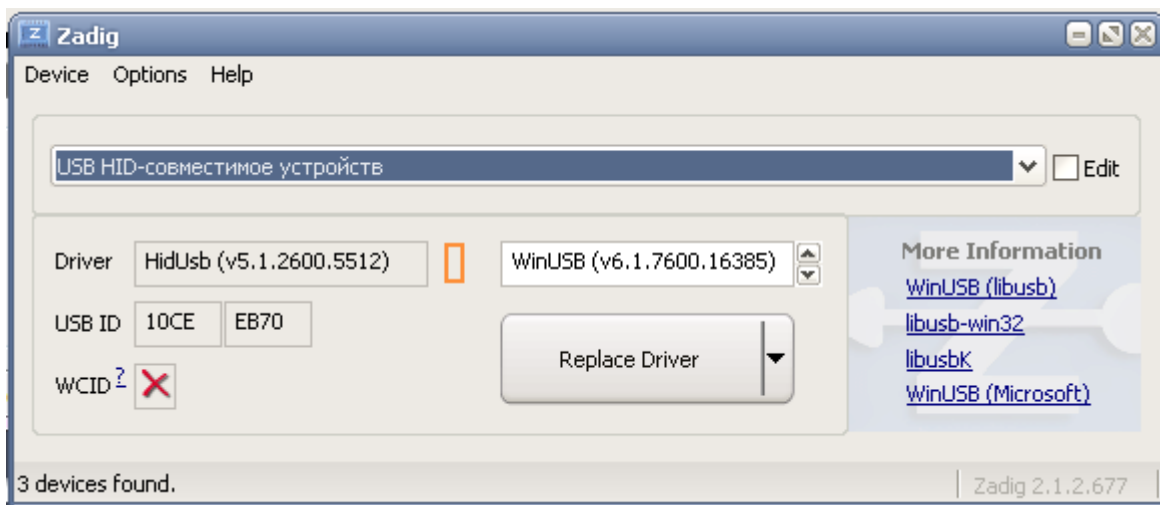 Zadig
Device Options Help
USB HID-совместимое устройств
Edit
Driver HidUsb (v5.1.2600.5512) WinUSB (v6.1.7600.16385)
USB ID 10CE EB70
WCID ?
Replace Driver
More Information
WinUSB (libusb)
libusb-win32
libusbK
WinUSB (Microsoft)
3 devices found.
Zadig 2.1.2.677